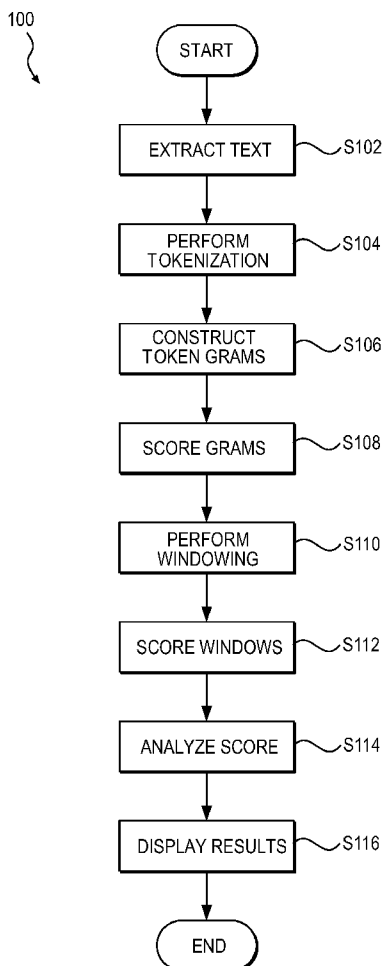 100
START
EXTRACT TEXT
S102
PERFORM
TOKENIZATION
S104
CONSTRUCT
TOKEN GRAMS
S106
SCORE GRAMS
S108
PERFORM
WINDOWING
S110
SCORE WINDOWS
S112
ANALYZE SCORE
S114
DISPLAY RESULTS
S116
END